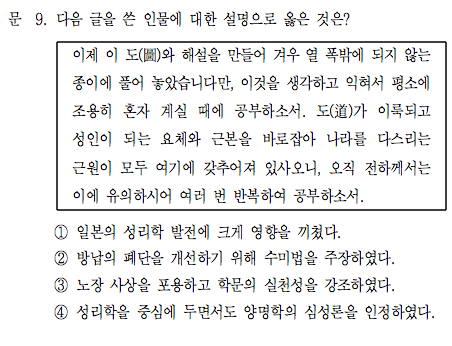 문 9. 다음 글을 쓴 인물에 대한 설명으로 옳은 것은?
이제 이 도(圖)와 해설을 만들어 겨우 열 폭밖에 되지 않는
종이에 풀어 놓았습니다만, 이것을 생각하고 익혀서 평소에
조용히 혼자 계실 때에 공부하소서. 도(道)가 이룩되고
성인이 되는 요체와 근본을 바로잡아 나라를 다스리는
근원이 모두 여기에 갖추어져 있사오니, 오직 전하께서는
이에 유의하시어 여러 번 반복하여 공부하소서.
① 일본의 성리학 발전에 크게 영향을 끼쳤다.
② 방납의 폐단을 개선하기 위해 수미법을 주장하였다.
③ 노장 사상을 포용하고 학문의 실천성을 강조하였다.
④ 성리학을 중심에 두면서도 양명학의 심성론을 인정하였다.